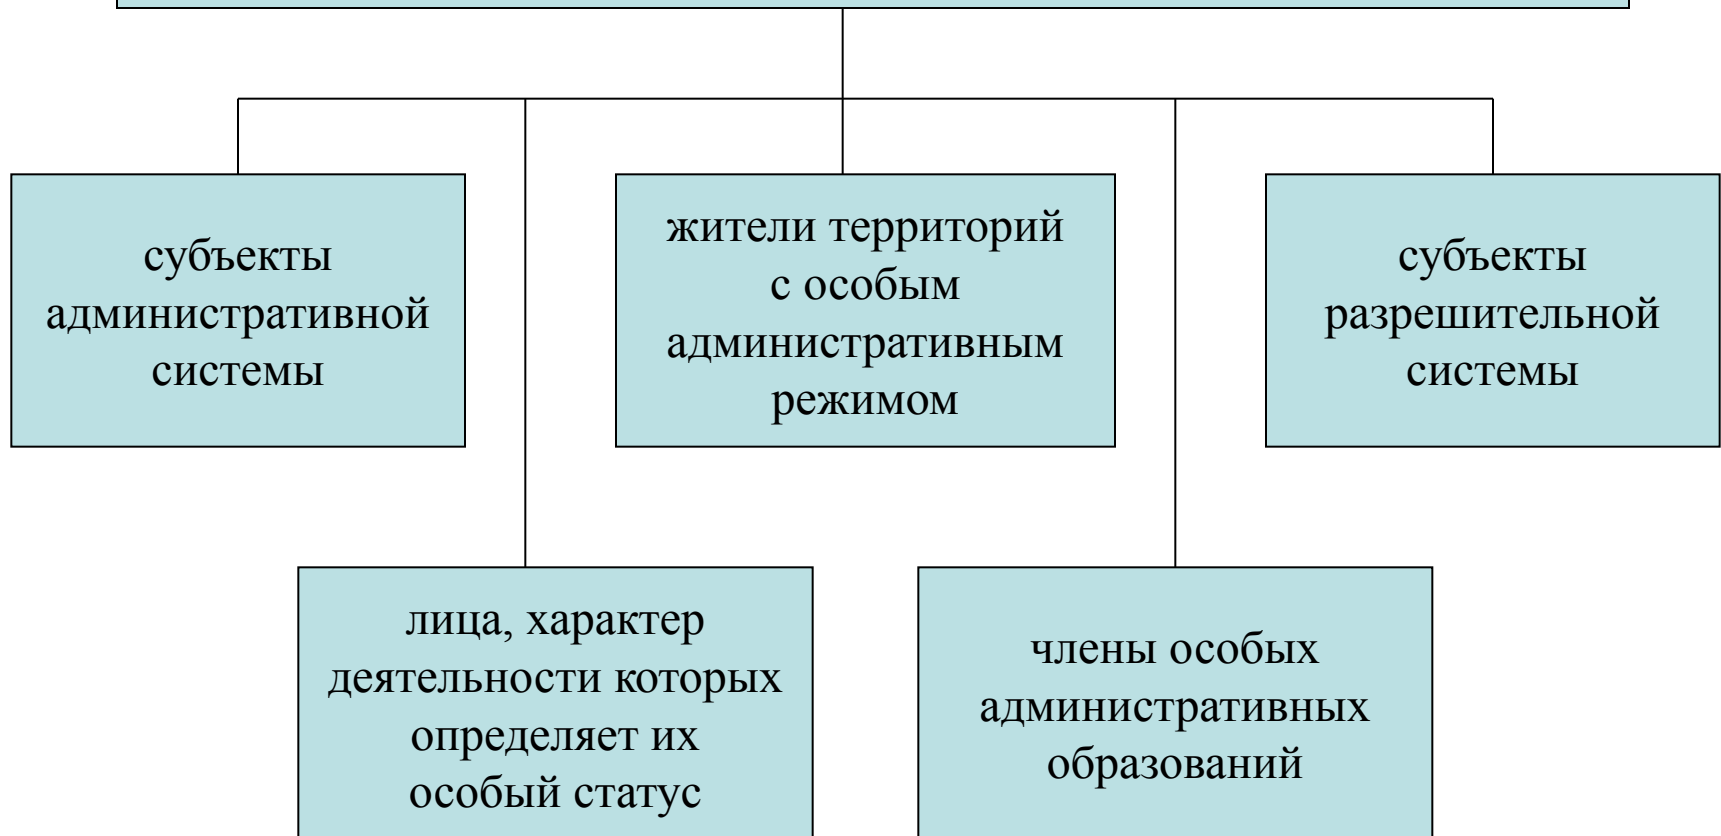 субъекты
административной
системы
жители территорий
с особым
административным
режимом
субъекты
разрешительной
системы
лица, характер
деятельности которых
определяет их
особый статус
члены особых
административных
образований